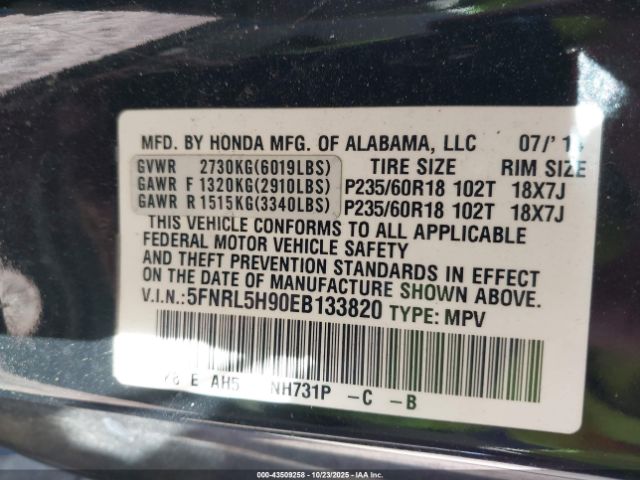 MFD. BY HONDA MFG. OF ALABAMA, LLC 07/'1
GVWR 2730KG(6019LBS) TIRE SIZE RIM SIZE
GAWR F 1320KG(2910LBS) P235/60R18 102T 18X7J
GAWR R 1515KG(3340LBS) P235/60R18 102T 18X7J
THIS VEHICLE CONFORMS TO ALL APPLICABLE
FEDERAL MOTOR VEHICLE SAFETY
AND THEFT PREVENTION STANDARDS IN EFFECT
ON THE DATE OF MANUFACTURE SHOWN ABOVE.
V.I.N.:5FNRL5H90EB133820 TYPE: MPV
E AH5 NH731P -C -B
000-43509258 - 10/23/2025 - IAA, Inc.